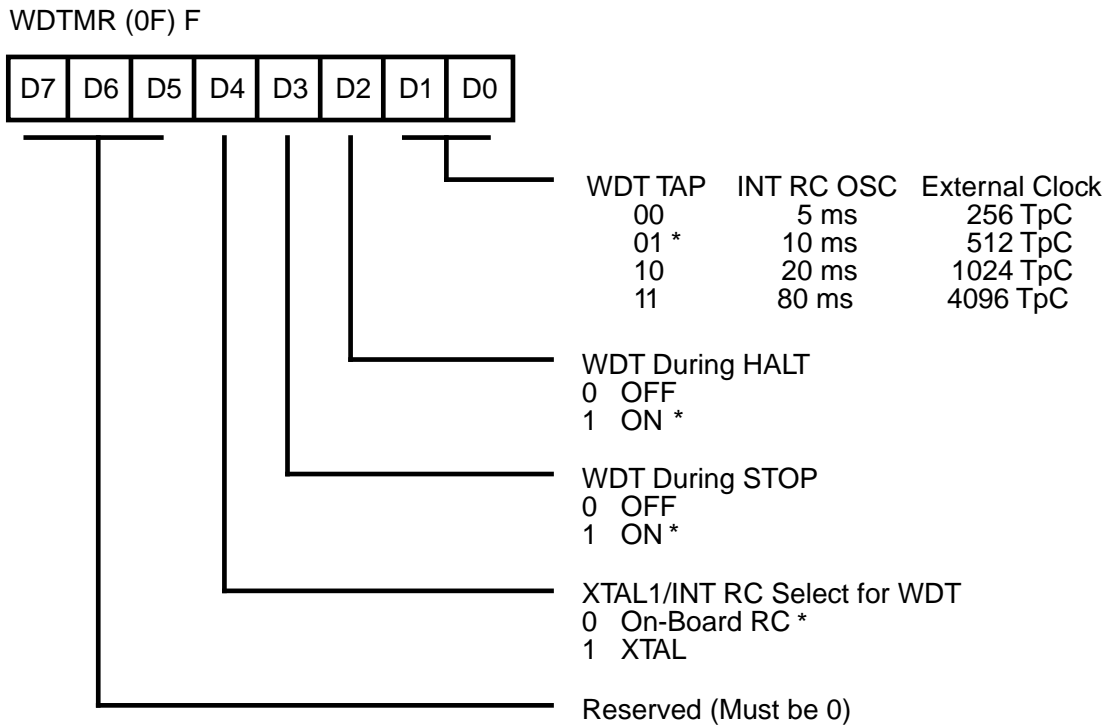 WDTMR (0F) F
D7 D6 D5 D4 D3 D2 D1 D0
WDT TAP INT RC OSC External Clock
00 5 ms 256 TpC
01 * 10 ms 512 TpC
10 20 ms 1024 TpC
11 80 ms 4096 TpC
WDT During HALT
0 OFF
1 ON *
WDT During STOP
0 OFF
1 ON *
XTAL1/INT RC Select for WDT
0 On-Board RC *
1 XTAL
Reserved (Must be 0)